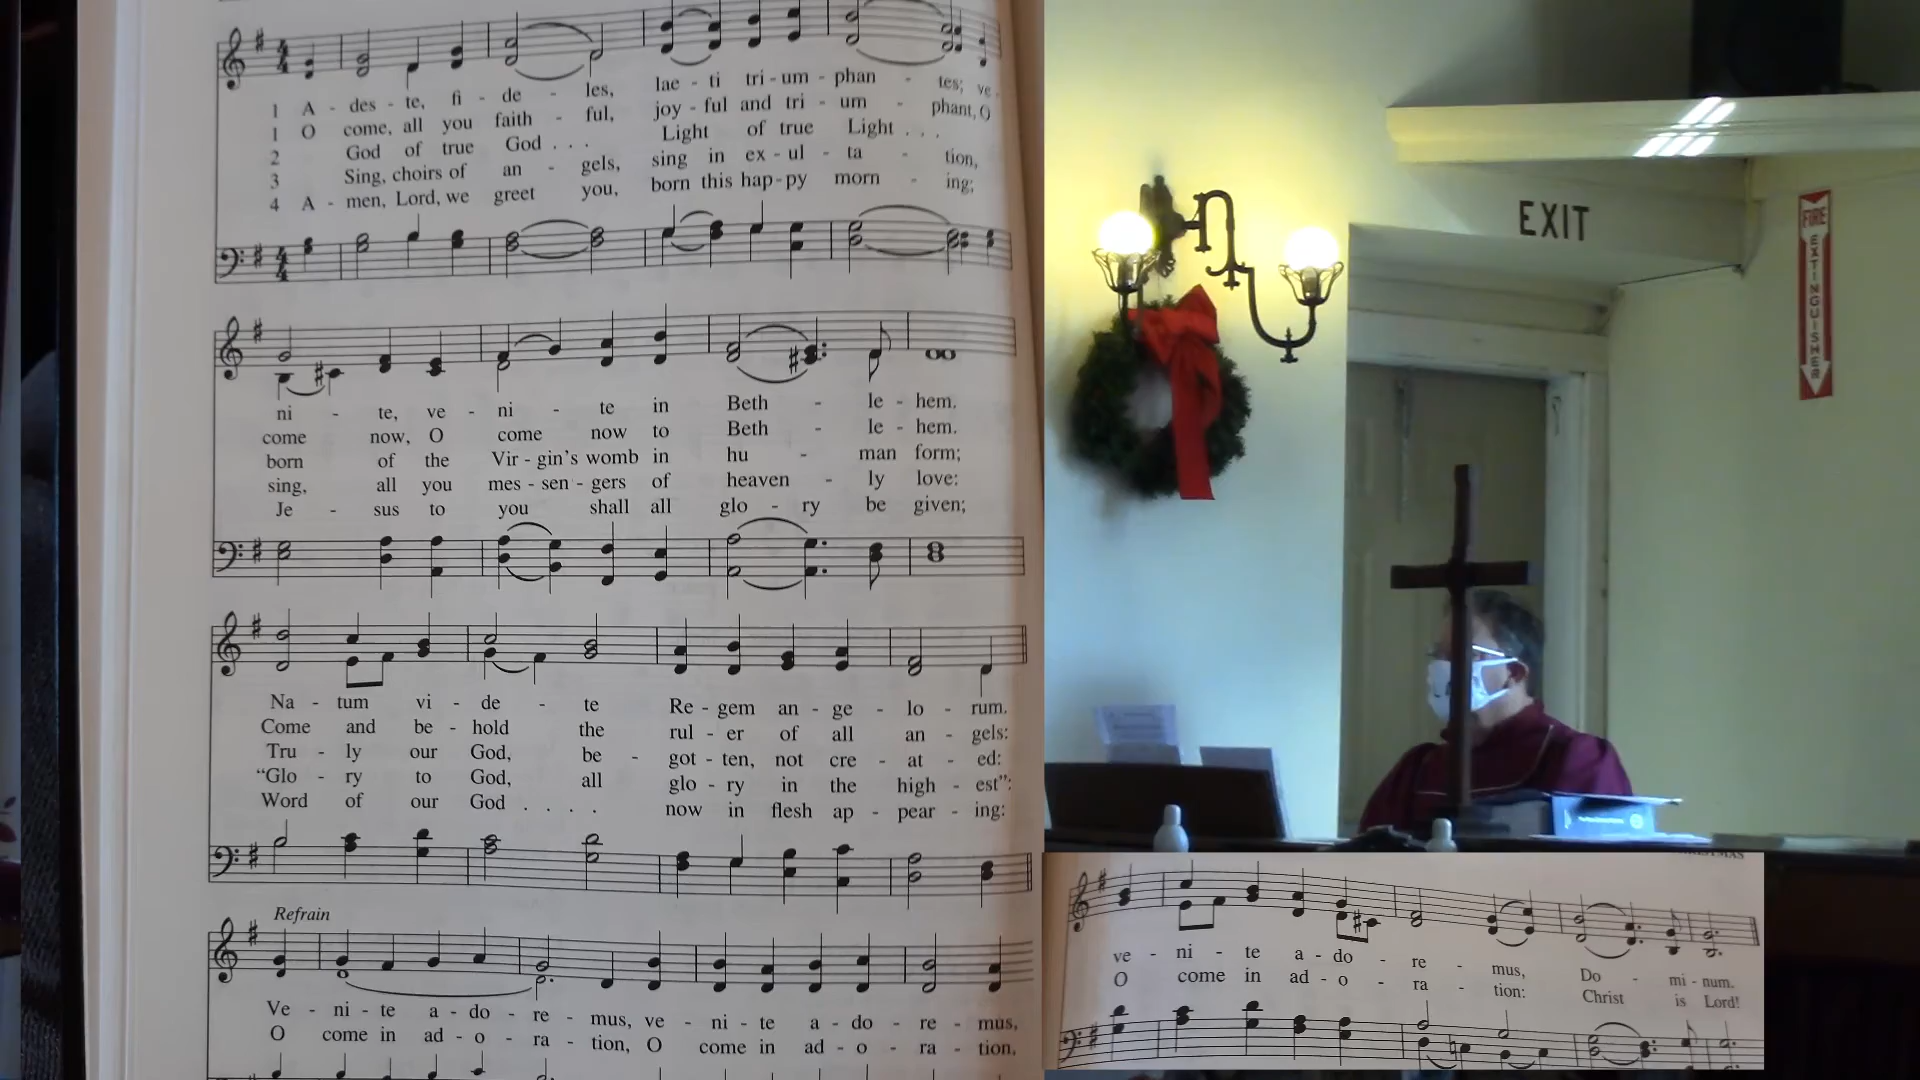 1 A - des - te, fi - de - les, lae - ti tri - um - phan - tes; ve -
1 O come, all you faith - ful, joy - ful and tri - um - phant, O
2 God of true God . . . Light of true Light . . .
3 Sing, choirs of an - gels, sing in ex - ul - ta - tion,
4 A - men, Lord, we greet you, born this hap - py morn - ing;
ni - te, ve - ni - te in Beth - le - hem.
come now, O come now to Beth - le - hem.
born of the Vir - gin's womb in hu - man form;
sing, all you mes - sen - gers of heaven - ly love:
Je - sus to you shall all glo - ry be given;
Na - tum vi - de - te Re - gem an - ge - lo - rum.
Come and be - hold the rul - er of all an - gels:
Tru - ly our God, be - got - ten, not cre - at - ed:
“Glo - ry to God, all glo - ry in the high - est”:
Word of our God . . . . now in flesh ap - pear - ing:
Refrain
Ve - ni - te a - do - re - mus, ve - ni - te a - do - re - mus,
O come in ad - o - ra - tion, O come in ad - o - ra - tion,
EXIT
FIRE
EXTINGUISHER
ve - ni - te a - do - re - mus, Do - mi - num.
O come in ad - o - ra - tion: Christ is Lord!